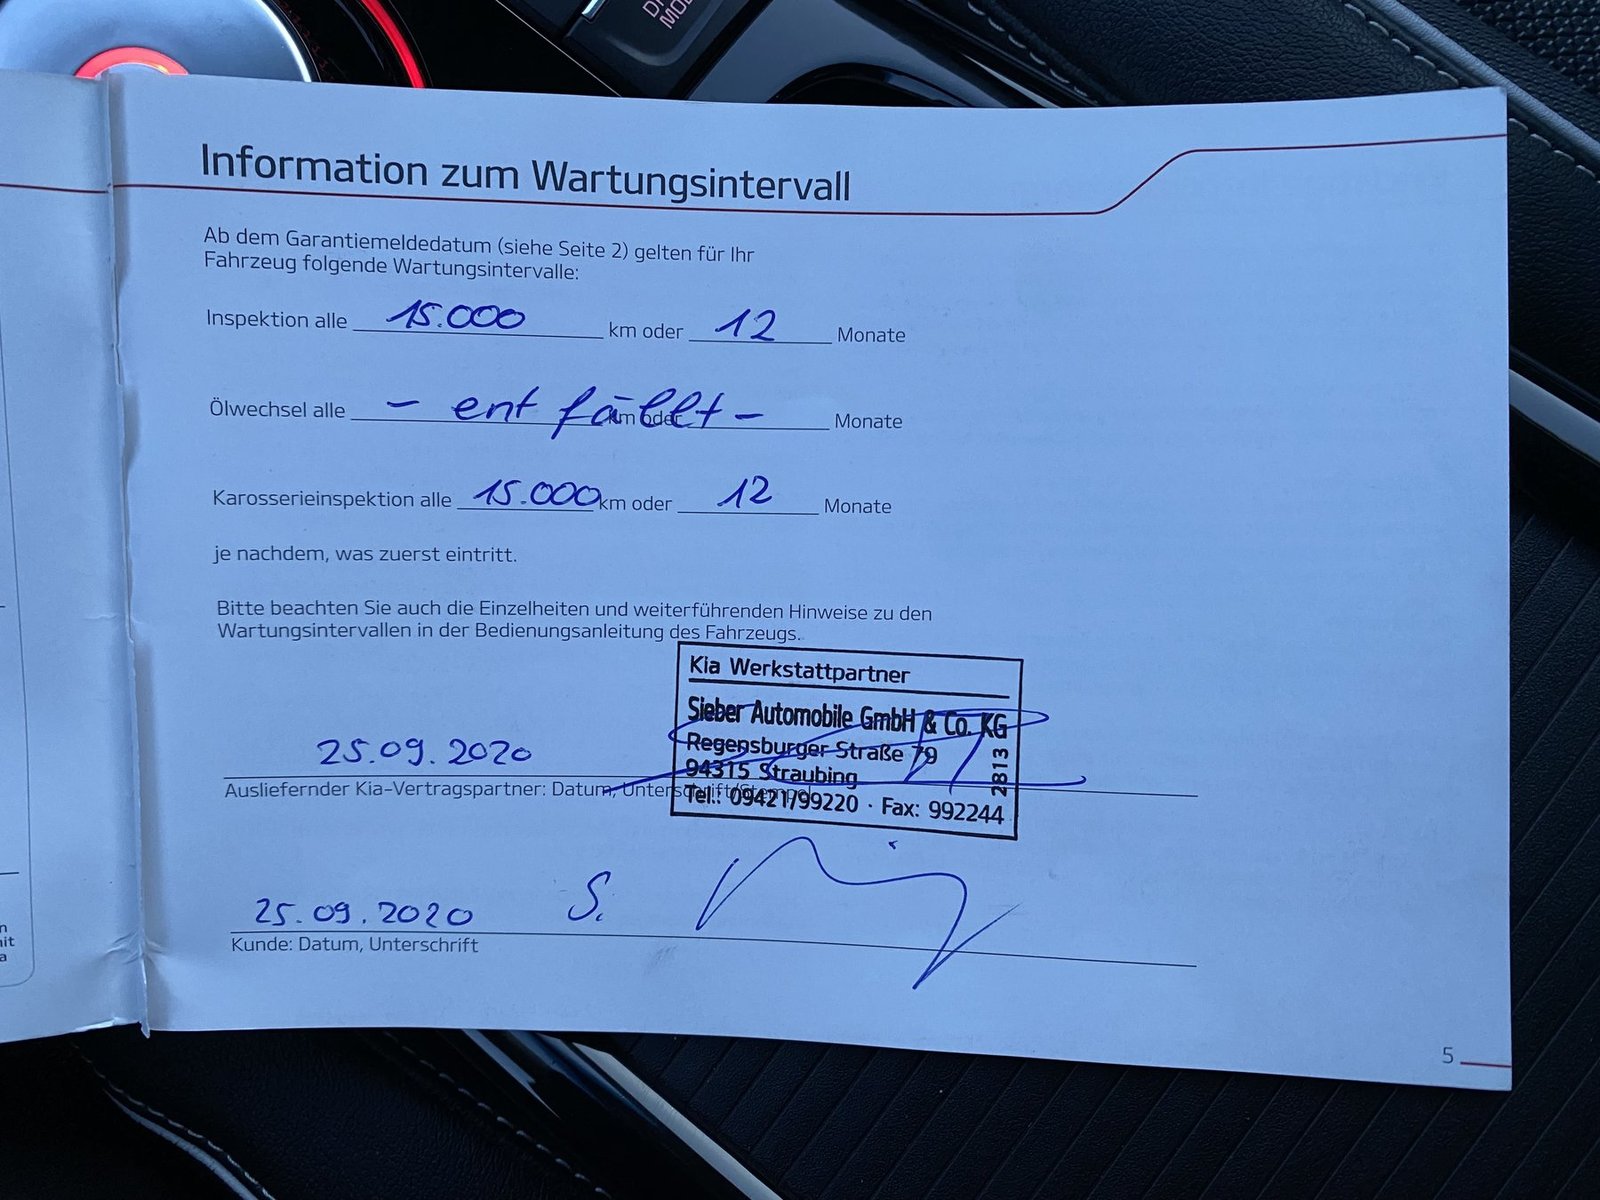 Information zum Wartungsintervall
Ab dem Garantiemeldedatum (siehe Seite 2) gelten für Ihr
Fahrzeug folgende Wartungsintervalle:
Inspektion alle 15.000 km oder 12 Monate
Ölwechsel alle - entfällt - km oder Monate
Karosserieinspektion alle 15.000 km oder 12 Monate
je nachdem, was zuerst eintritt.
Bitte beachten Sie auch die Einzelheiten und weiterführenden Hinweise zu den
Wartungsintervallen in der Bedienungsanleitung des Fahrzeugs.
Kia Werkstattpartner
Sieber Automobile GmbH & Co. KG
Regensburger Straße 79
94315 Straubing
Tel.: 09421/99220 · Fax: 992244
2813
25.09.2020
Ausliefernder Kia-Vertragspartner: Datum, Unterschrift/Stempel
25.09.2020 S.
Kunde: Datum, Unterschrift
5